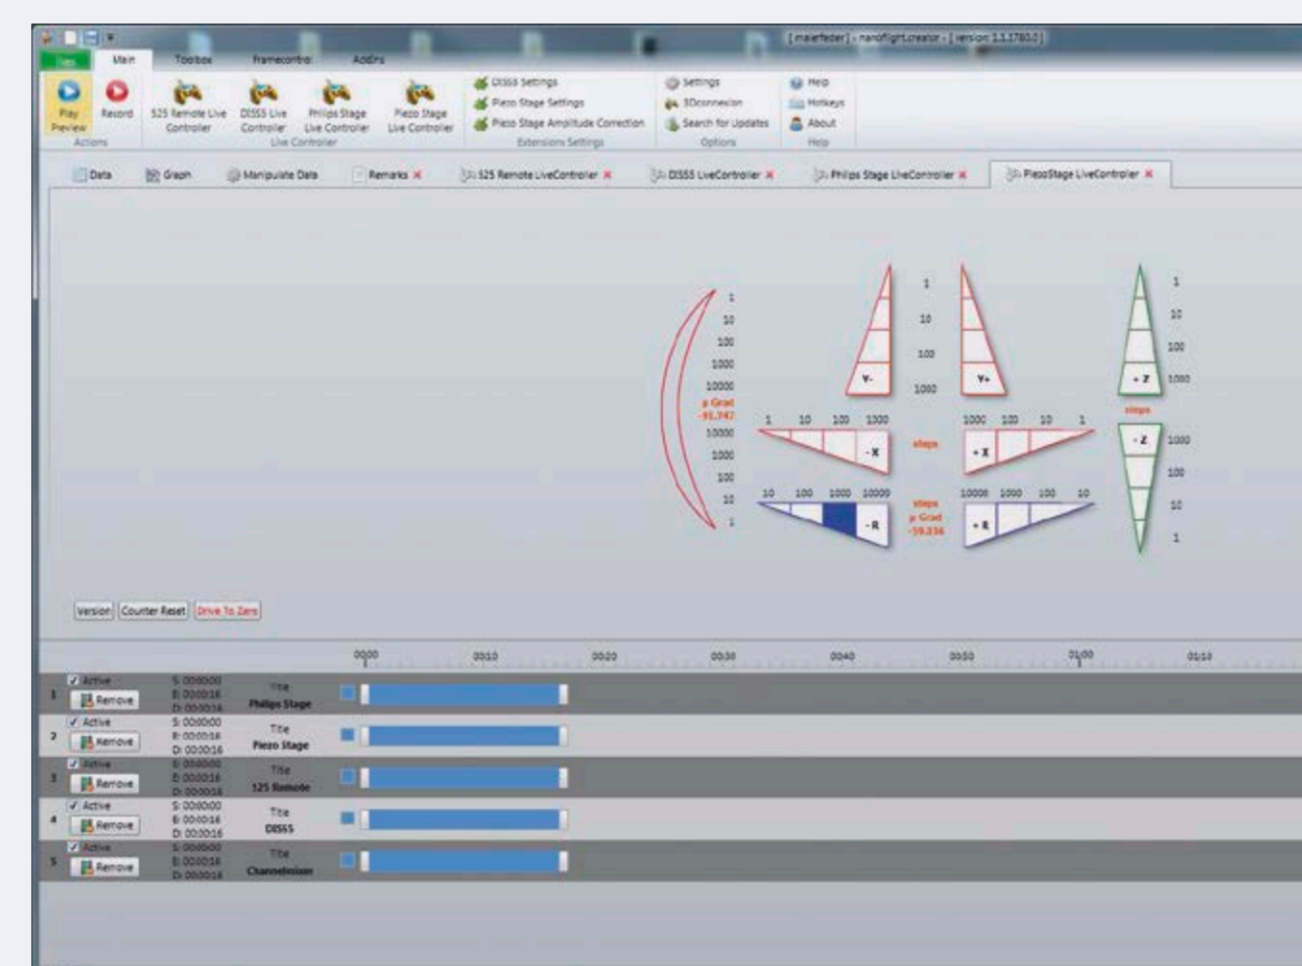 [ maierfeder] - nanoflight.creator - [ version: 1.1.1780.0 ]
Main Toolbox Framecontrol AddIns
Play Preview
Record
S25 Remote Live Controller
DISS5 Live Controller
Philips Stage Live Controller
Piezo Stage Live Controller
DISS5 Settings
Piezo Stage Settings
Piezo Stage Amplitude Correction
Settings
3Dconnexion
Search for Updates
Help
Hotkeys
About
Actions Live Controller Extensions Settings Options Help
Data Graph Manipulate Data Remarks S25 Remote LiveController DISS5 LiveController Philips Stage LiveController PiezoStage LiveController
1
10
100
1000
10000
µ Grad
10000
1000
100
10
1
Y-
1
10
100
1000
Y+
1 10 100 1000
- X
steps
1000 100 10 1
+ X
10 100 1000 10000
- R
steps
µ Grad
10000 1000 100 10
+ R
1
10
100
1000
+ Z
steps
- Z
1000
100
10
1
Version Counter Reset Drive To Zero
00:00 00:10 00:20 00:30 00:40 00:50 01:00 01:10
1 Active Remove S: 00:00:00 E: 00:00:16 D: 00:00:16 Title Philips Stage
2 Active Remove S: 00:00:00 E: 00:00:16 D: 00:00:16 Title Piezo Stage
3 Active Remove S: 00:00:00 E: 00:00:16 D: 00:00:16 Title S25 Remote
4 Active Remove S: 00:00:00 E: 00:00:16 D: 00:00:16 Title DISS5
5 Active Remove S: 00:00:00 E: 00:00:16 D: 00:00:16 Title Channelmixer